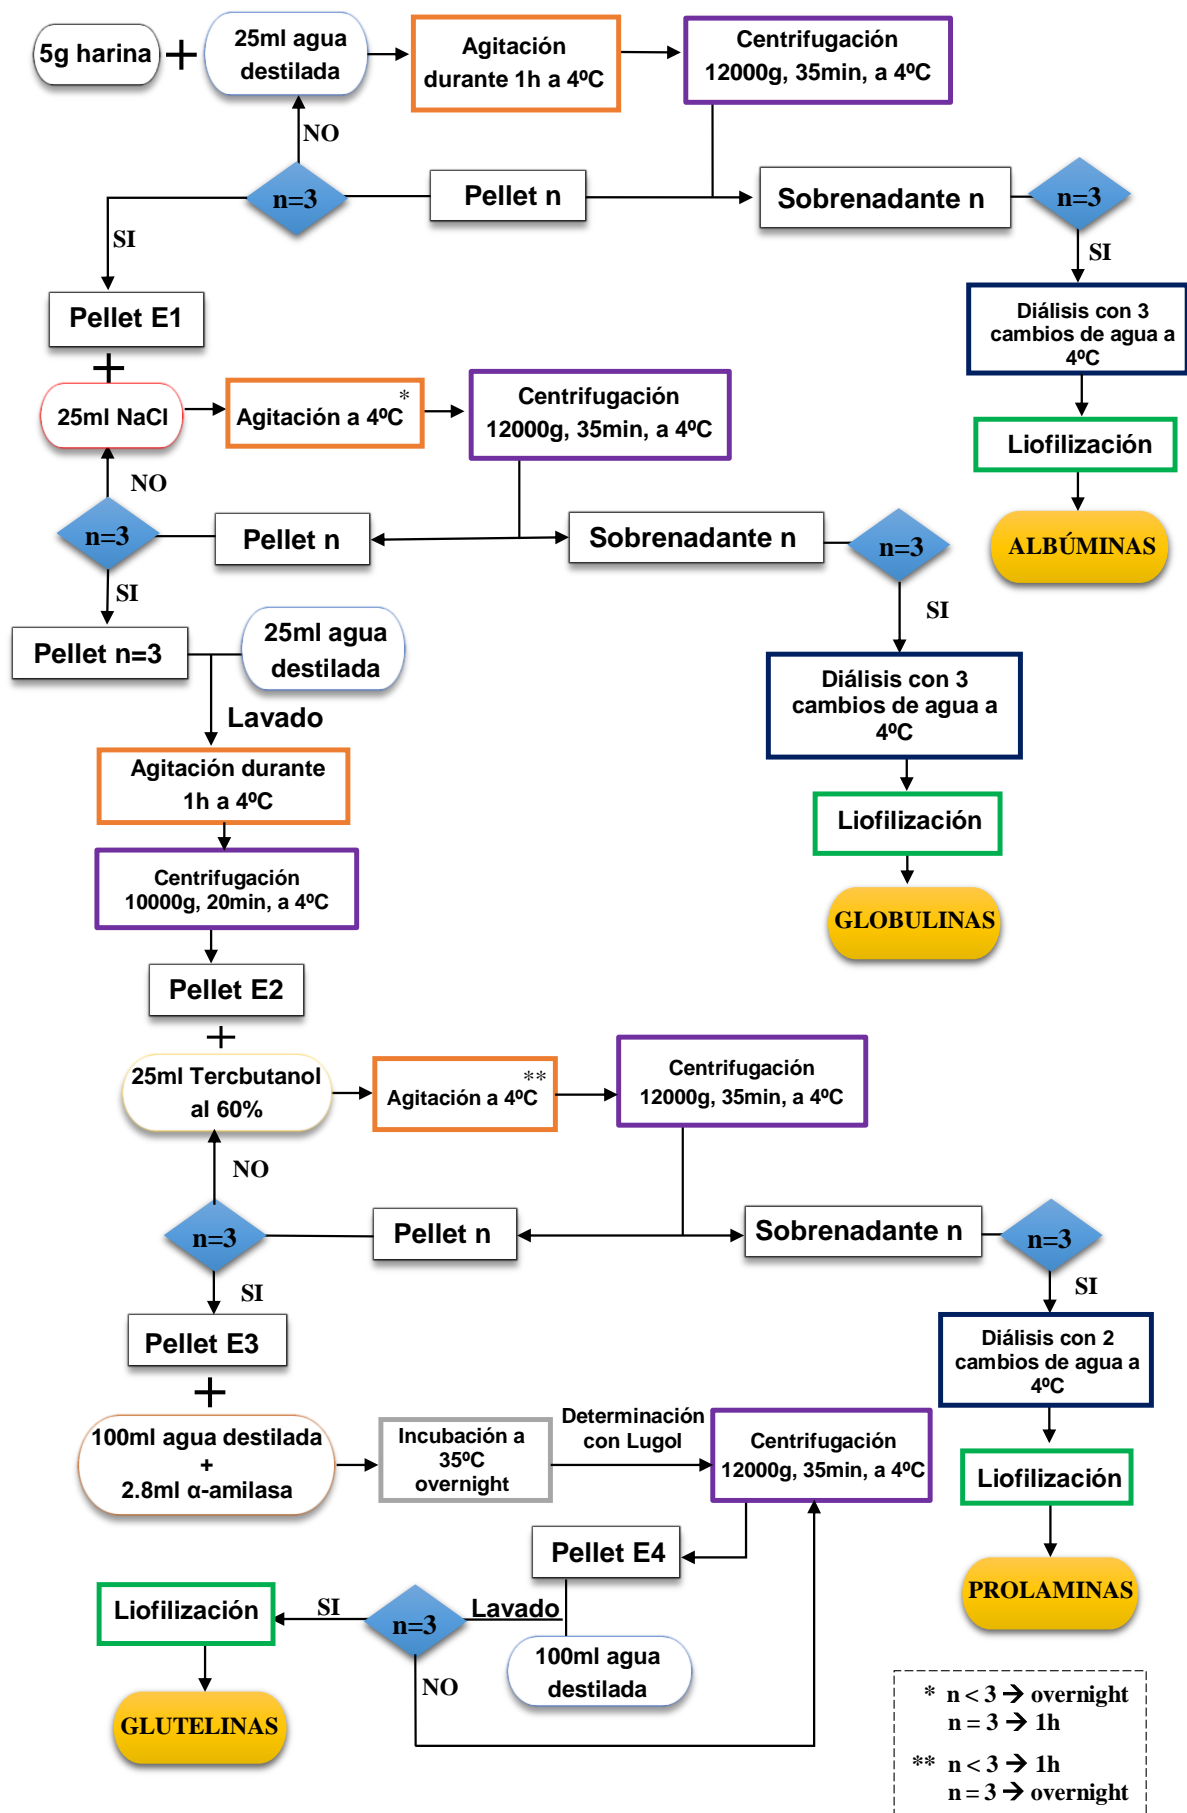 5g harina
+
25ml agua
destilada
Agitación
durante 1h a 4ºC
Centrifugación
12000g, 35min, a 4ºC
NO
n=3
Pellet n
Sobrenadante n
n=3
SI
SI
Pellet E1
+
25ml NaCl
Agitación a 4ºC *
Centrifugación
12000g, 35min, a 4ºC
Diálisis con 3
cambios de agua a
4ºC
Liofilización
ALBÚMINAS
NO
n=3
Pellet n
Sobrenadante n
n=3
SI
SI
Pellet n=3
25ml agua
destilada
Lavado
Diálisis con 3
cambios de agua a
4ºC
Liofilización
GLOBULINAS
Agitación durante
1h a 4ºC
Centrifugación
10000g, 20min, a 4ºC
Pellet E2
+
25ml Tercbutanol
al 60%
Agitación a 4ºC **
Centrifugación
12000g, 35min, a 4ºC
NO
n=3
Pellet n
Sobrenadante n
n=3
SI
SI
Pellet E3
+
Diálisis con 2
cambios de agua a
4ºC
Liofilización
PROLAMINAS
100ml agua destilada
+
2.8ml α-amilasa
Incubación a
35ºC
overnight
Determinación
con Lugol
Centrifugación
12000g, 35min, a 4ºC
Pellet E4
Lavado
100ml agua
destilada
n=3
SI
NO
Liofilización
GLUTELINAS
* n < 3 → overnight
n = 3 → 1h
** n < 3 → 1h
n = 3 → overnight